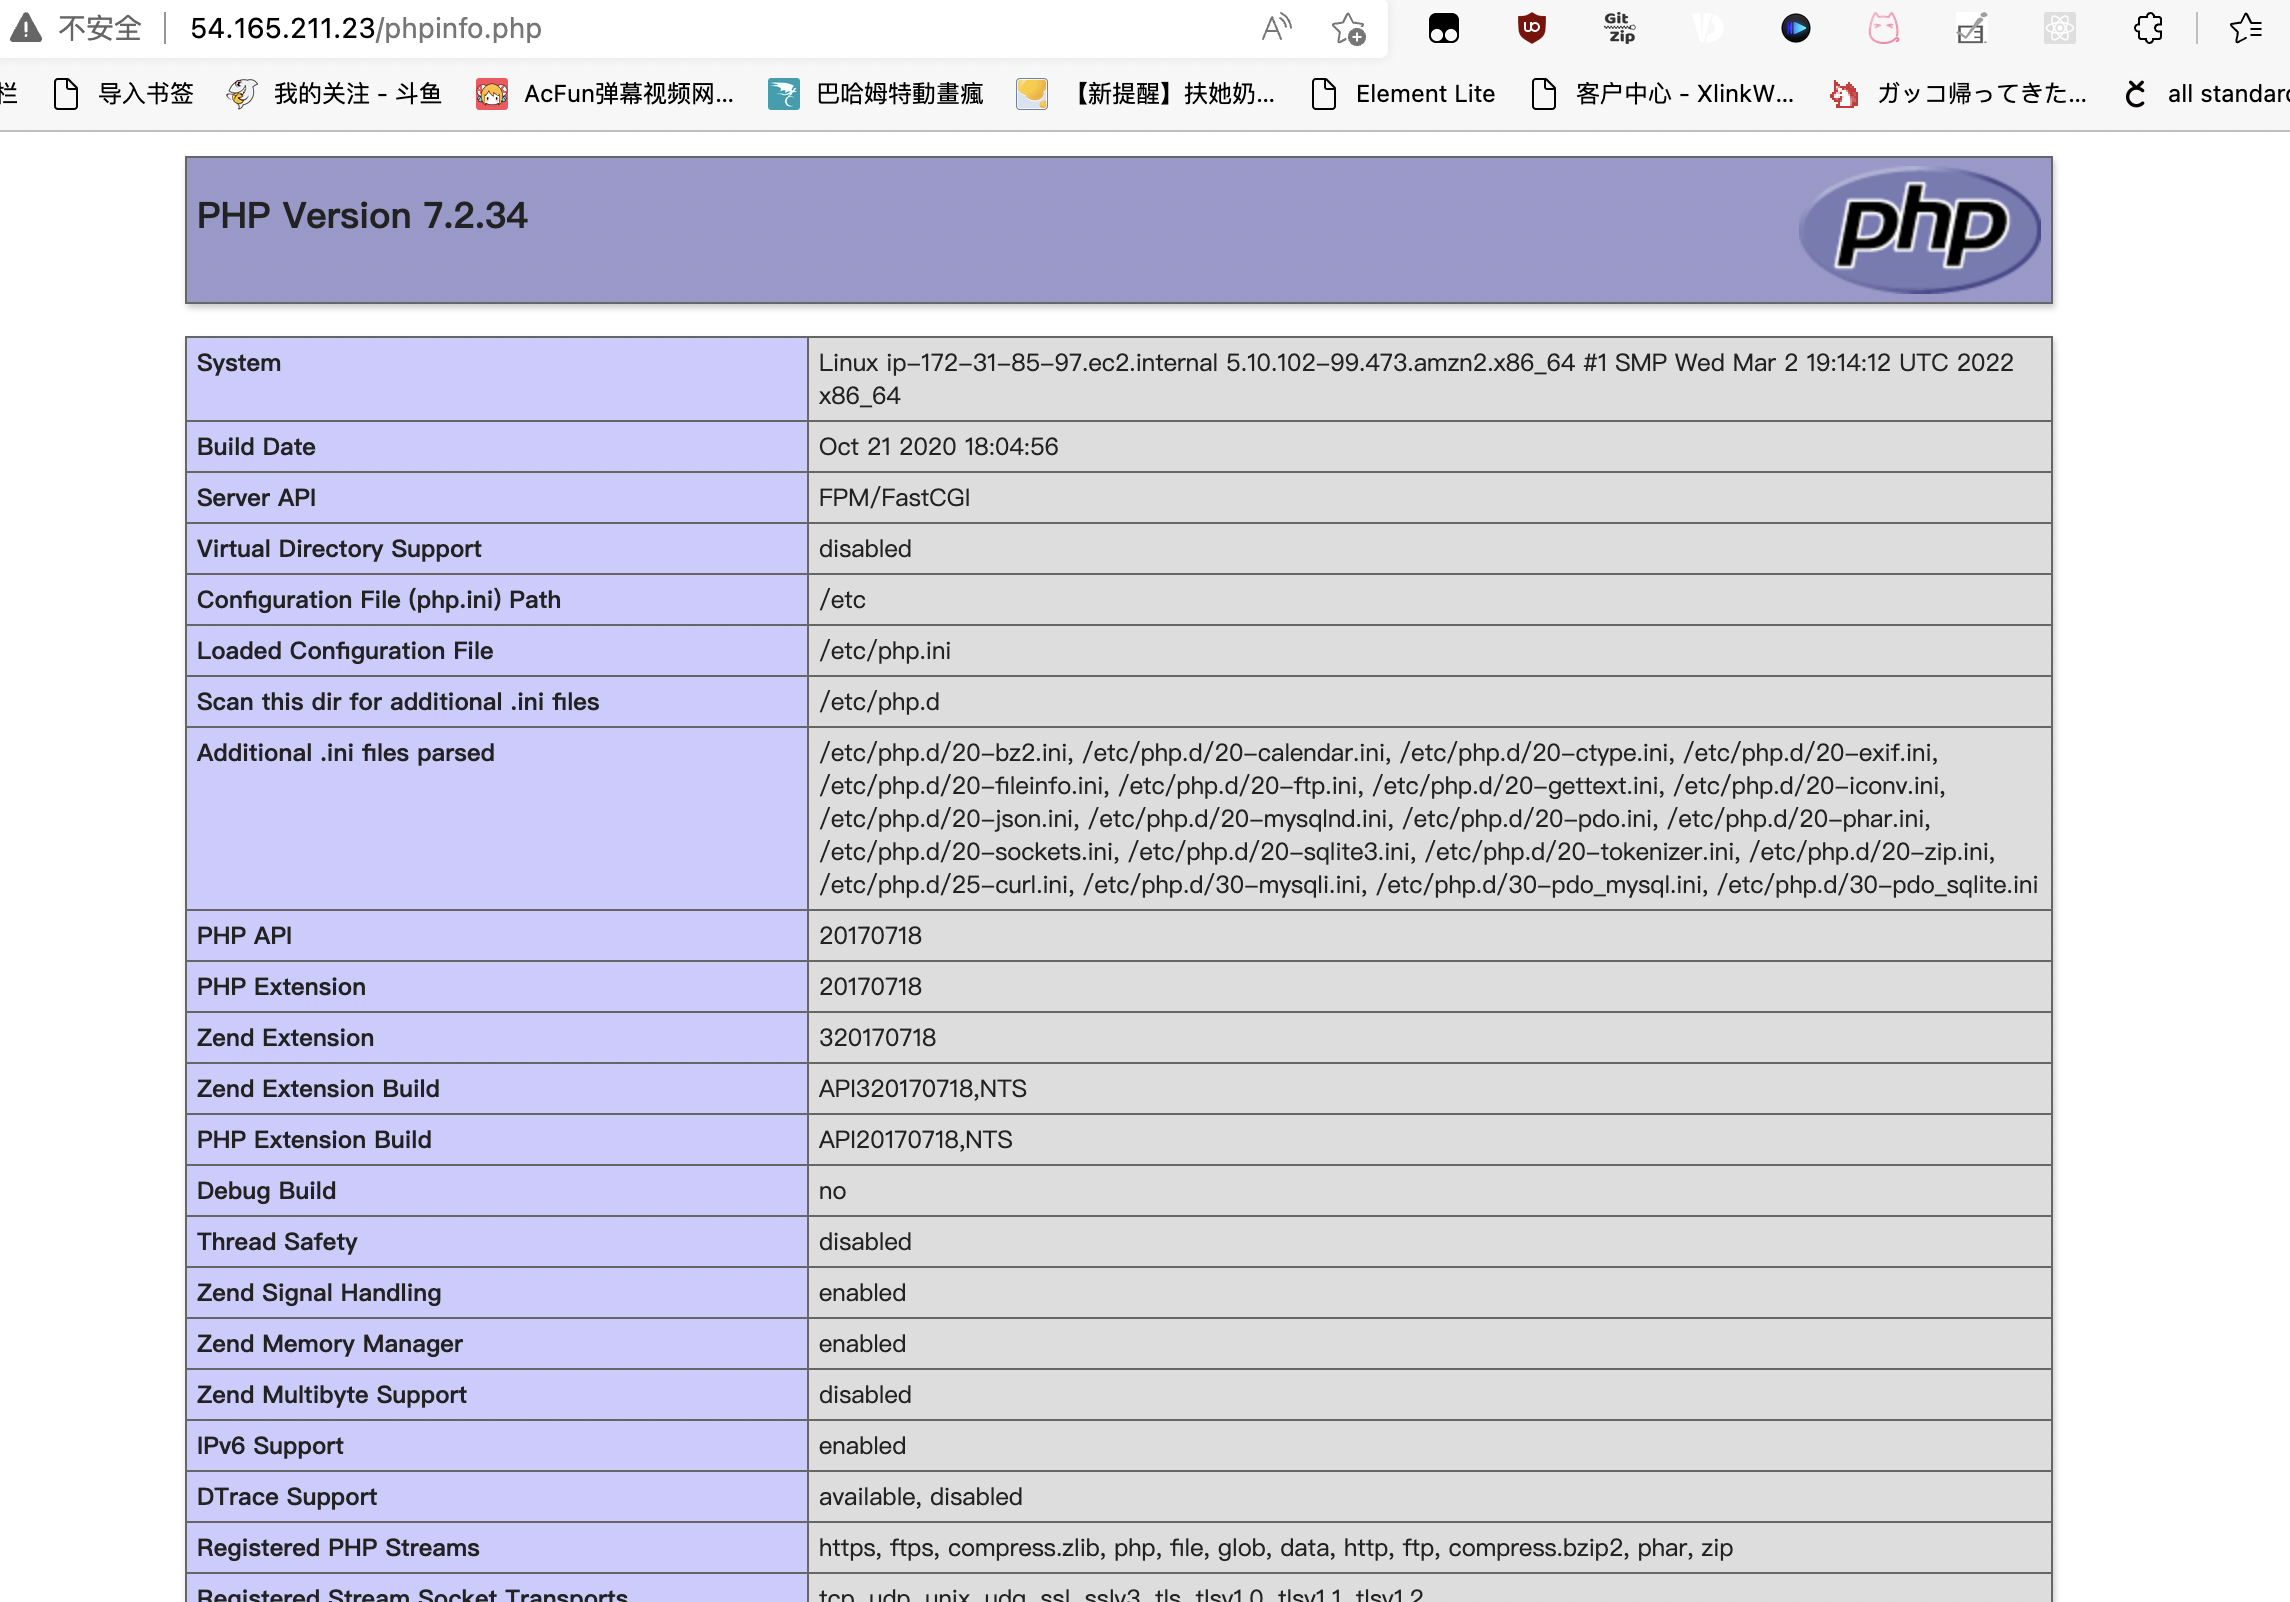 不安全 54.165.211.23/phpinfo.php
栏 导入书签 我的关注 - 斗鱼 AcFun弹幕视频网... 巴哈姆特動畫瘋 【新提醒】扶她奶... Element Lite 客户中心 - XlinkW... ガッコ帰ってきた... all standard
Git
Zip
PHP Version 7.2.34
php
System Linux ip-172-31-85-97.ec2.internal 5.10.102-99.473.amzn2.x86_64 #1 SMP Wed Mar 2 19:14:12 UTC 2022
x86_64
Build Date Oct 21 2020 18:04:56
Server API FPM/FastCGI
Virtual Directory Support disabled
Configuration File (php.ini) Path /etc
Loaded Configuration File /etc/php.ini
Scan this dir for additional .ini files /etc/php.d
Additional .ini files parsed /etc/php.d/20-bz2.ini, /etc/php.d/20-calendar.ini, /etc/php.d/20-ctype.ini, /etc/php.d/20-exif.ini,
/etc/php.d/20-fileinfo.ini, /etc/php.d/20-ftp.ini, /etc/php.d/20-gettext.ini, /etc/php.d/20-iconv.ini,
/etc/php.d/20-json.ini, /etc/php.d/20-mysqlnd.ini, /etc/php.d/20-pdo.ini, /etc/php.d/20-phar.ini,
/etc/php.d/20-sockets.ini, /etc/php.d/20-sqlite3.ini, /etc/php.d/20-tokenizer.ini, /etc/php.d/20-zip.ini,
/etc/php.d/25-curl.ini, /etc/php.d/30-mysqli.ini, /etc/php.d/30-pdo_mysql.ini, /etc/php.d/30-pdo_sqlite.ini
PHP API 20170718
PHP Extension 20170718
Zend Extension 320170718
Zend Extension Build API320170718,NTS
PHP Extension Build API20170718,NTS
Debug Build no
Thread Safety disabled
Zend Signal Handling enabled
Zend Memory Manager enabled
Zend Multibyte Support disabled
IPv6 Support enabled
DTrace Support available, disabled
Registered PHP Streams https, ftps, compress.zlib, php, file, glob, data, http, ftp, compress.bzip2, phar, zip
Registered Stream Socket Transports tcp, udp, unix, udg, ssl, sslv3, tls, tlsv1.0, tlsv1.1, tlsv1.2